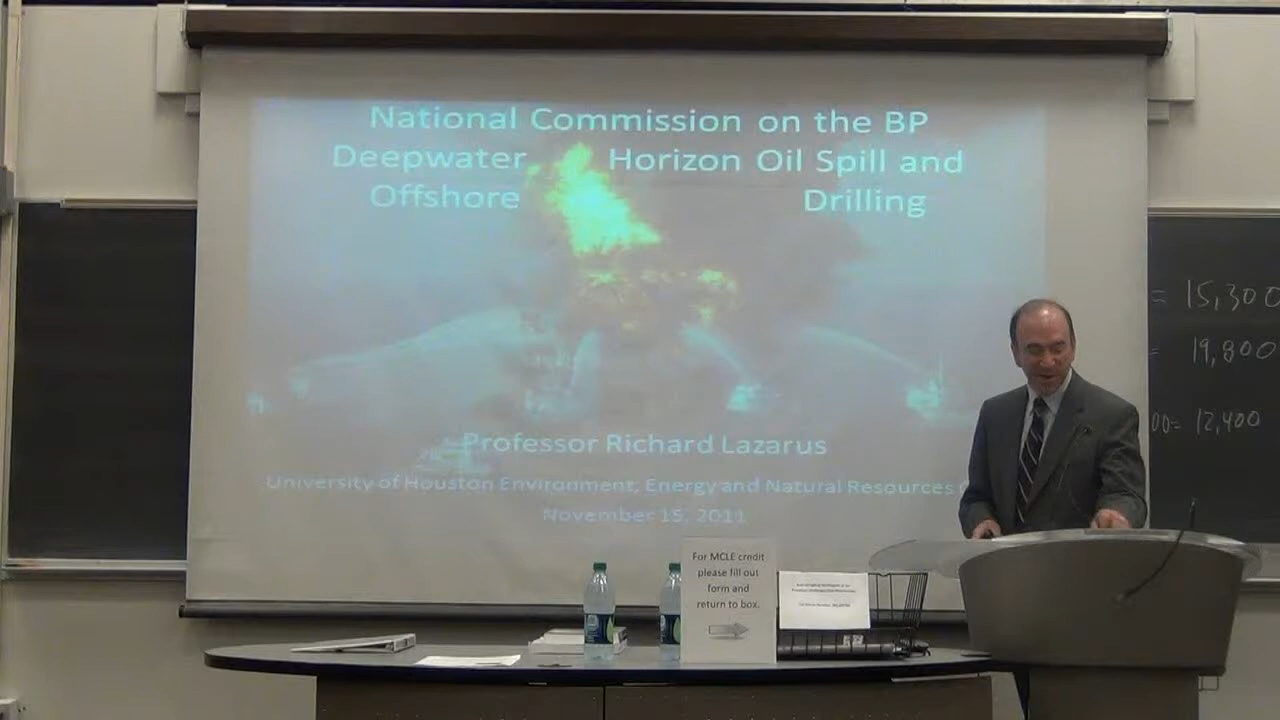 National Commission on the BP
Deepwater Horizon Oil Spill and
Offshore Drilling
Professor Richard Lazarus
University of Houston Environment, Energy and Natural Resources
November 15, 2011
= 15,300
= 19,800
00= 12,400
For MCLE credit
please fill out
form and
return to box.